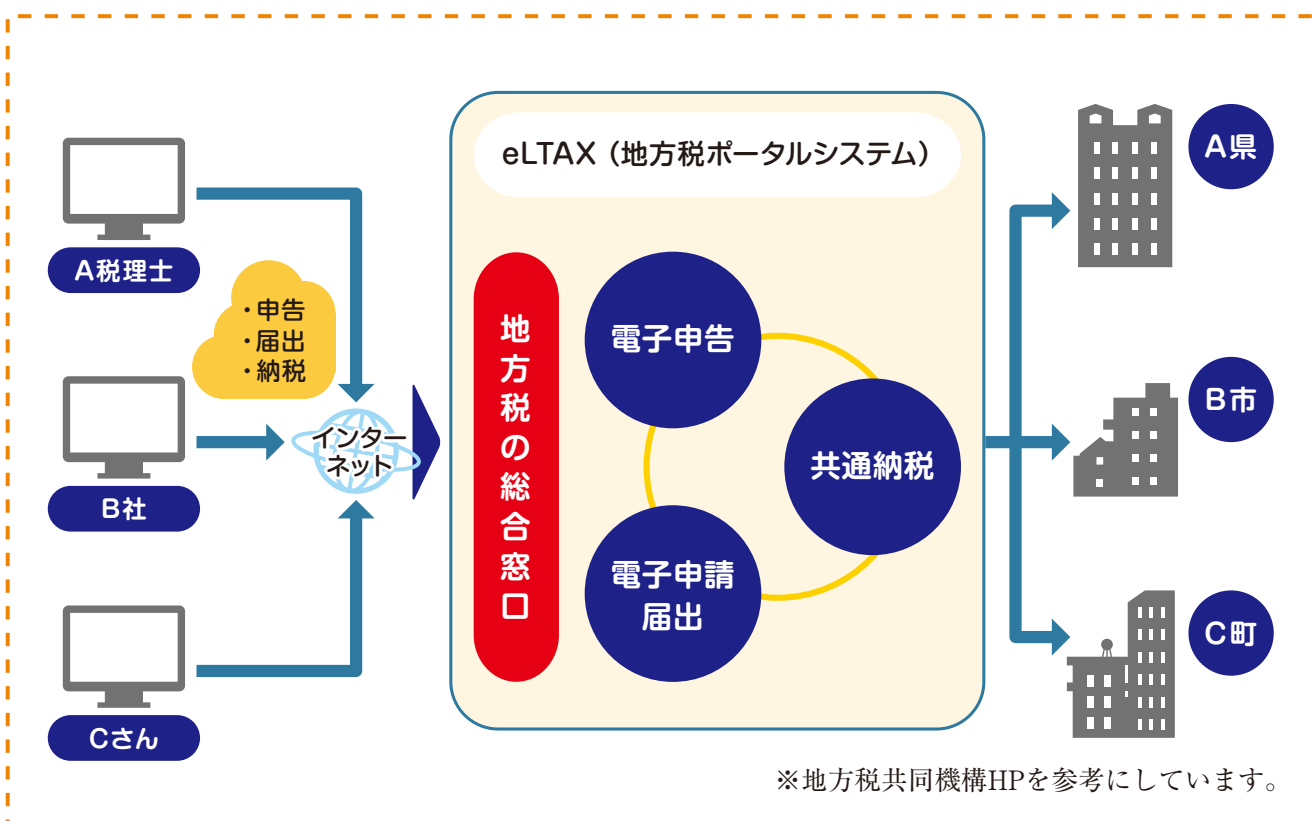 eLTAX（地方税ポータルシステム）
A税理士
・申告
・届出
・納税
B社
Cさん
インター
ネット
地方税の総合窓口
電子申告
共通納税
電子申請
届出
A県
B市
C町
※地方税共同機構HPを参考にしています。